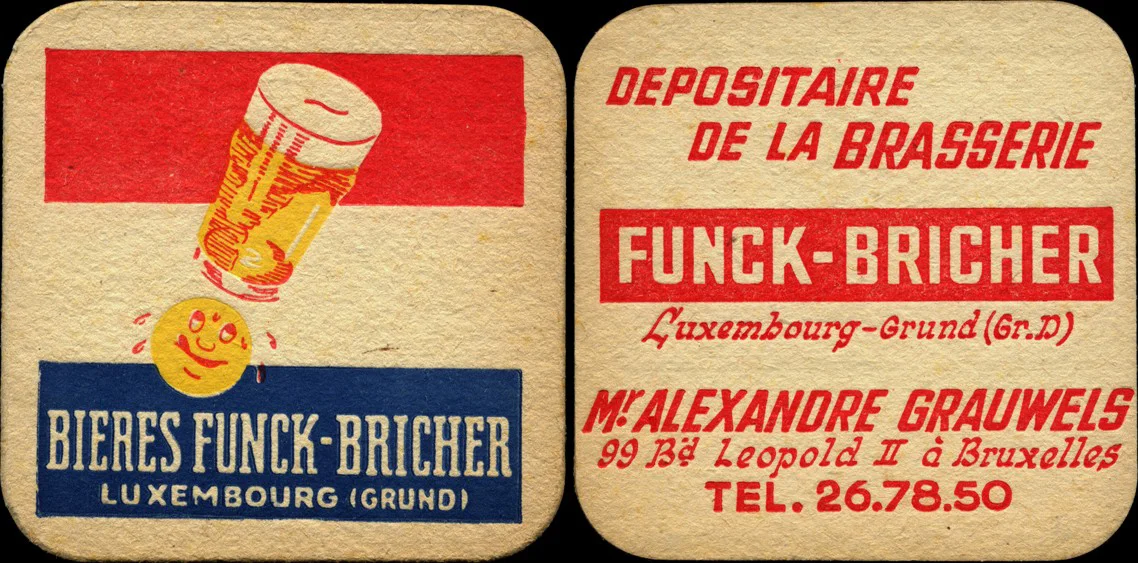 BIERES FUNCK-BRICHER
LUXEMBOURG (GRUND)
DEPOSITAIRE
DE LA BRASSERIE
FUNCK-BRICHER
Luxembourg-Grund (Gr.D)
Mr ALEXANDRE GRAUWELS
99 Bd Leopold II à Bruxelles
TEL. 26.78.50